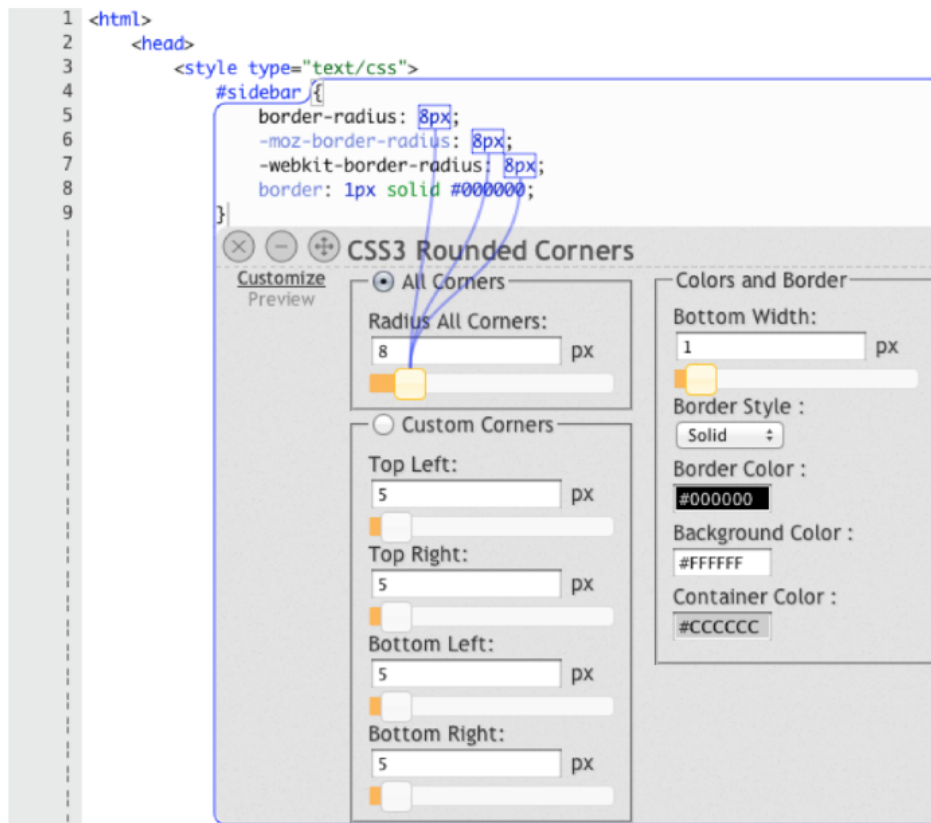 1 <html>
2 <head>
3 <style type="text/css">
4 #sidebar {
5 border-radius: 8px;
6 -moz-border-radius: 8px;
7 -webkit-border-radius: 8px;
8 border: 1px solid #000000;
9 }
CSS3 Rounded Corners
Customize
Preview
All Corners
Radius All Corners:
8 px
Custom Corners
Top Left:
5 px
Top Right:
5 px
Bottom Left:
5 px
Bottom Right:
5 px
Colors and Border
Bottom Width:
1 px
Border Style :
Solid
Border Color :
#000000
Background Color :
#FFFFFF
Container Color :
#CCCCCC